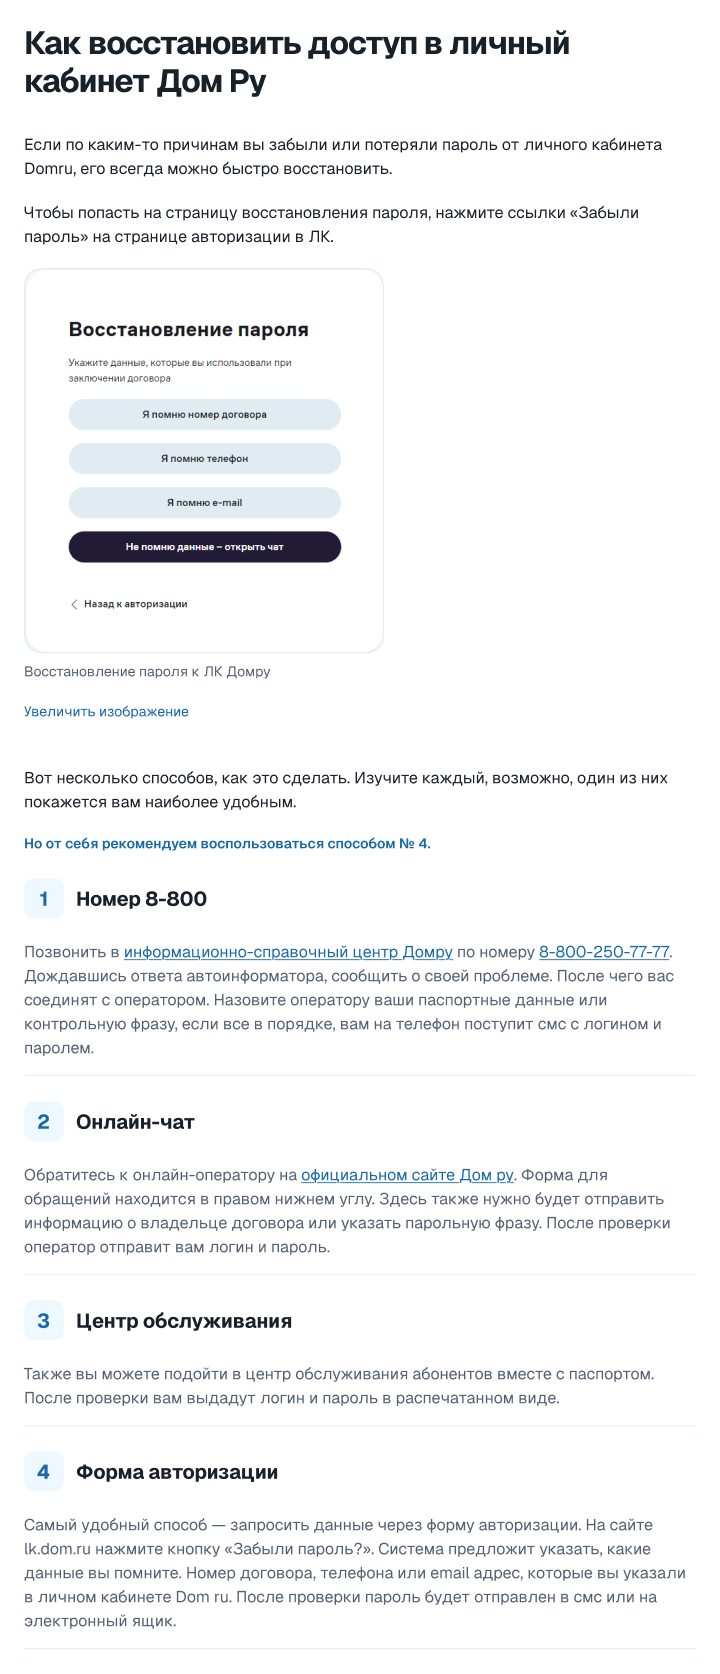 Как восстановить доступ в личный
кабинет Дом Ру
Если по каким-то причинам вы забыли или потеряли пароль от личного кабинета
Domru, его всегда можно быстро восстановить.
Чтобы попасть на страницу восстановления пароля, нажмите ссылки «Забыли
пароль» на странице авторизации в ЛК.
Восстановление пароля
Укажите данные, которые вы использовали при
заключении договора
Я помню номер договора
Я помню телефон
Я помню e-mail
Не помню данные – открыть чат
Назад к авторизации
Восстановление пароля к ЛК Домру
Увеличить изображение
Вот несколько способов, как это сделать. Изучите каждый, возможно, один из них
покажется вам наиболее удобным.
Но от себя рекомендуем воспользоваться способом № 4.
1 Номер 8-800
Позвонить в информационно-справочный центр Домру по номеру 8-800-250-77-77.
Дождавшись ответа автоинформатора, сообщить о своей проблеме. После чего вас
соединят с оператором. Назовите оператору ваши паспортные данные или
контрольную фразу, если все в порядке, вам на телефон поступит смс с логином и
паролем.
2 Онлайн-чат
Обратитесь к онлайн-оператору на официальном сайте Дом ру. Форма для
обращений находится в правом нижнем углу. Здесь также нужно будет отправить
информацию о владельце договора или указать парольную фразу. После проверки
оператор отправит вам логин и пароль.
3 Центр обслуживания
Также вы можете подойти в центр обслуживания абонентов вместе с паспортом.
После проверки вам выдадут логин и пароль в распечатанном виде.
4 Форма авторизации
Самый удобный способ — запросить данные через форму авторизации. На сайте
lk.dom.ru нажмите кнопку «Забыли пароль?». Система предложит указать, какие
данные вы помните. Номер договора, телефона или email адрес, которые вы указали
в личном кабинете Dom ru. После проверки пароль будет отправлен в смс или на
электронный ящик.